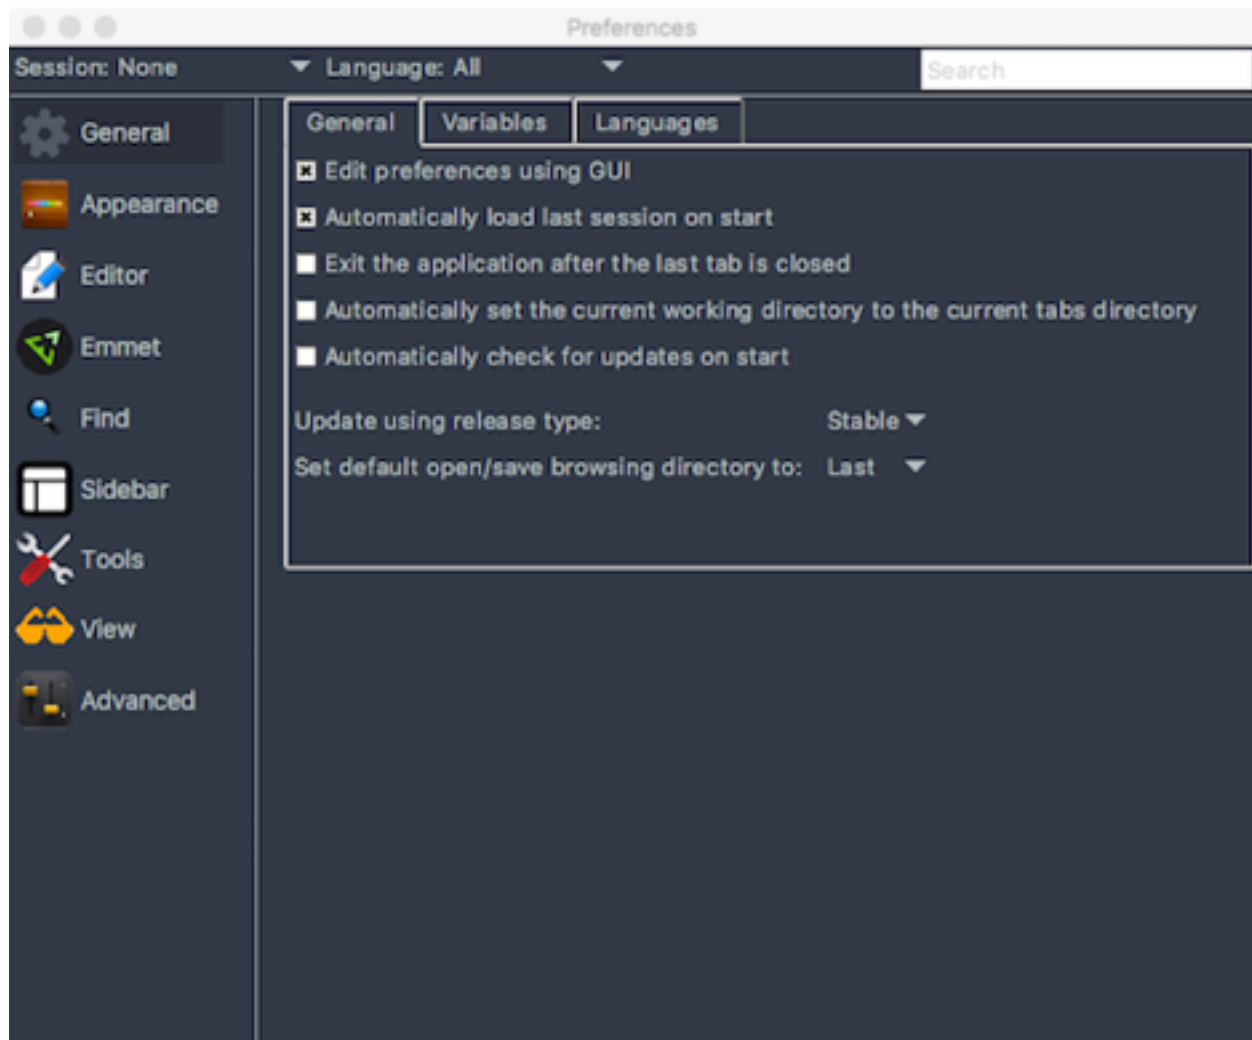 Preferences
Session: None Language: All Search
General
Appearance
Editor
Emmet
Find
Sidebar
Tools
View
Advanced
General Variables Languages
Edit preferences using GUI
Automatically load last session on start
Exit the application after the last tab is closed
Automatically set the current working directory to the current tabs directory
Automatically check for updates on start
Update using release type: Stable
Set default open/save browsing directory to: Last